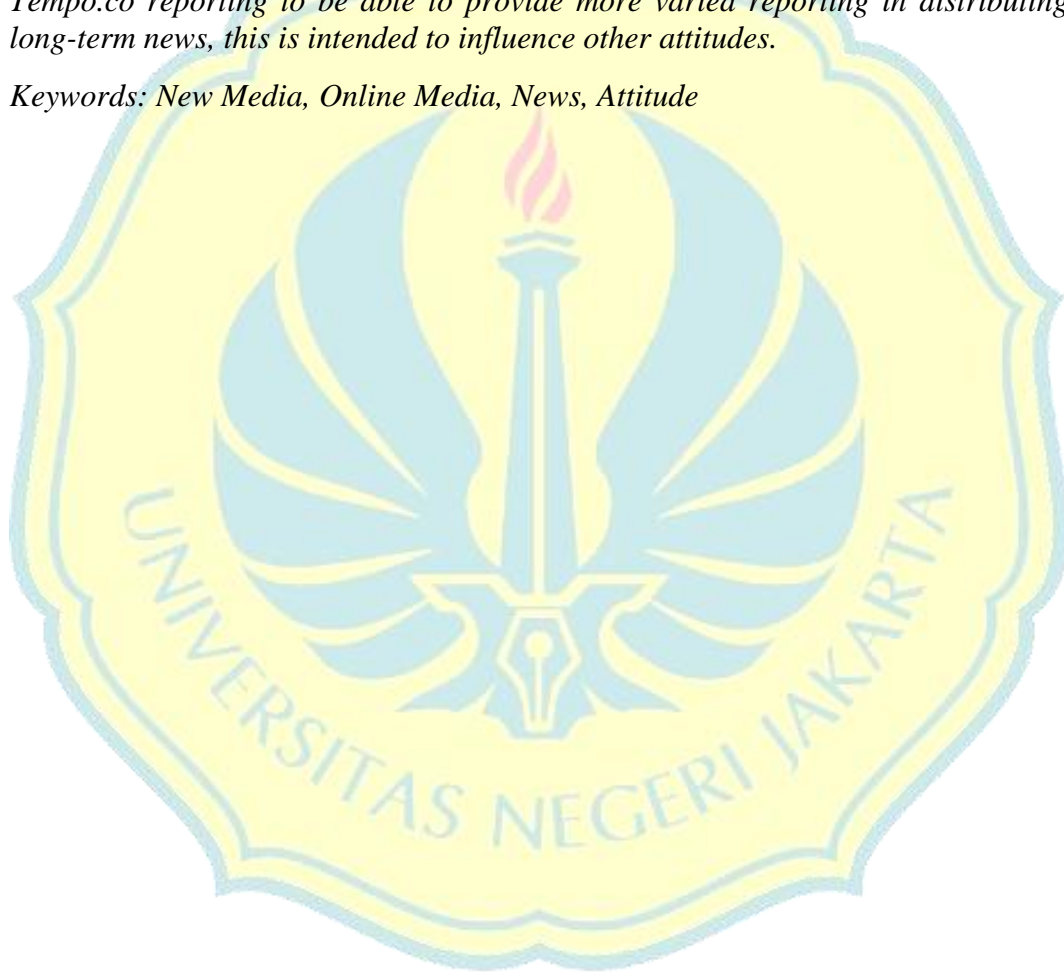 Tempo.co reporting to be able to provide more varied reporting in distributing
long-term news, this is intended to influence other attitudes.
Keywords: New Media, Online Media, News, Attitude
UNIVERSITAS NEGERI JAKARTA